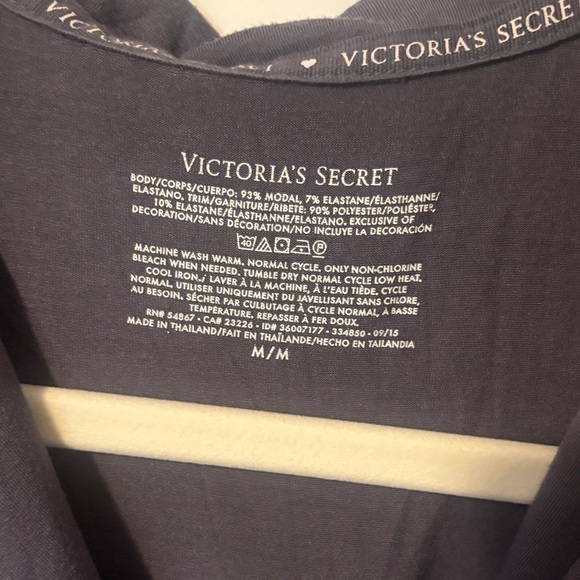 VICTORIA'S SECRE
VICTORIA'S SECRET
BODY/CORPS/CUERPO: 93% MODAL, 7% ELASTANE/ÉLASTHANNE/
ELASTANO. TRIM/GARNITURE/RIBETE: 90% POLYESTER/POLIÉSTER,
10% ELASTANE/ÉLASTHANNE/ELASTANO. EXCLUSIVE OF
DECORATION/SANS DÉCORATION/NO INCLUYE LA DECORACIÓN
40 P
MACHINE WASH WARM. NORMAL CYCLE. ONLY NON-CHLORINE
BLEACH WHEN NEEDED. TUMBLE DRY NORMAL CYCLE LOW HEAT.
COOL IRON./ LAVER À LA MACHINE, À L'EAU TIÈDE. CYCLE
NORMAL. UTILISER UNIQUEMENT DU JAVELLISANT SANS CHLORE,
AU BESOIN. SÉCHER PAR CULBUTAGE À CYCLE NORMAL, À BASSE
TEMPÉRATURE. REPASSER À FER DOUX.
RN# 54867 • CA# 23226 • ID# 36007177 • 334850 • 09/15
MADE IN THAILAND/FAIT EN THAÏLANDE/HECHO EN TAILANDIA
M/M